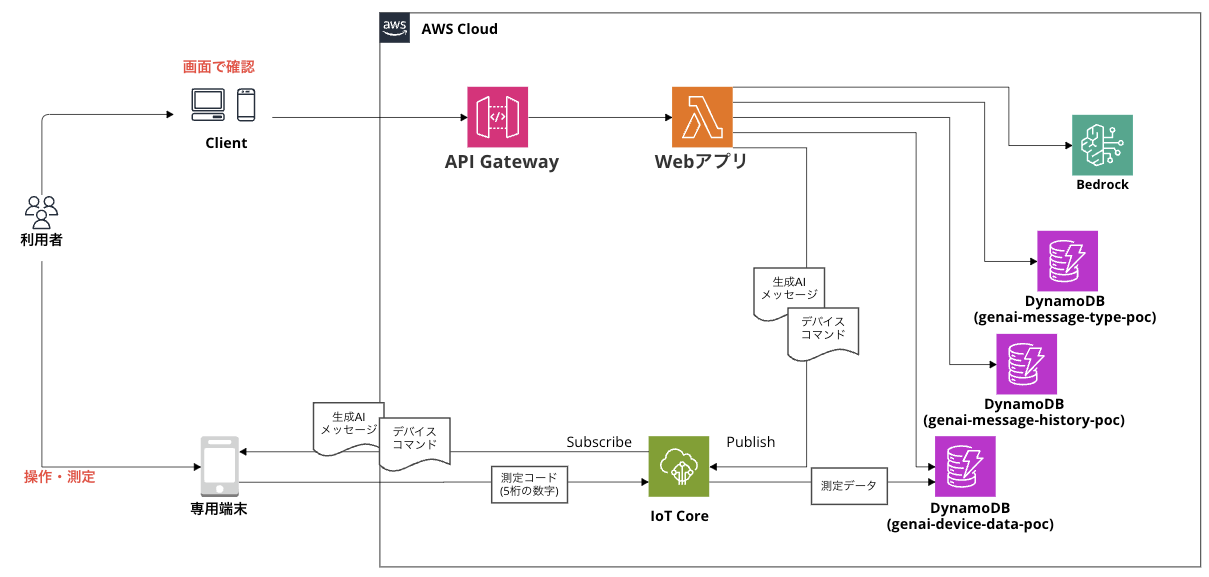 aws
AWS Cloud
画面で確認
Client
API Gateway
Webアプリ
Bedrock
利用者
DynamoDB
(genai-message-type-poc)
生成AI
メッセージ
デバイス
コマンド
DynamoDB
(genai-message-history-poc)
生成AI
メッセージ
デバイス
コマンド
Subscribe
Publish
操作・測定
専用端末
測定コード
(5桁の数字)
IoT Core
測定データ
DynamoDB
(genai-device-data-poc)